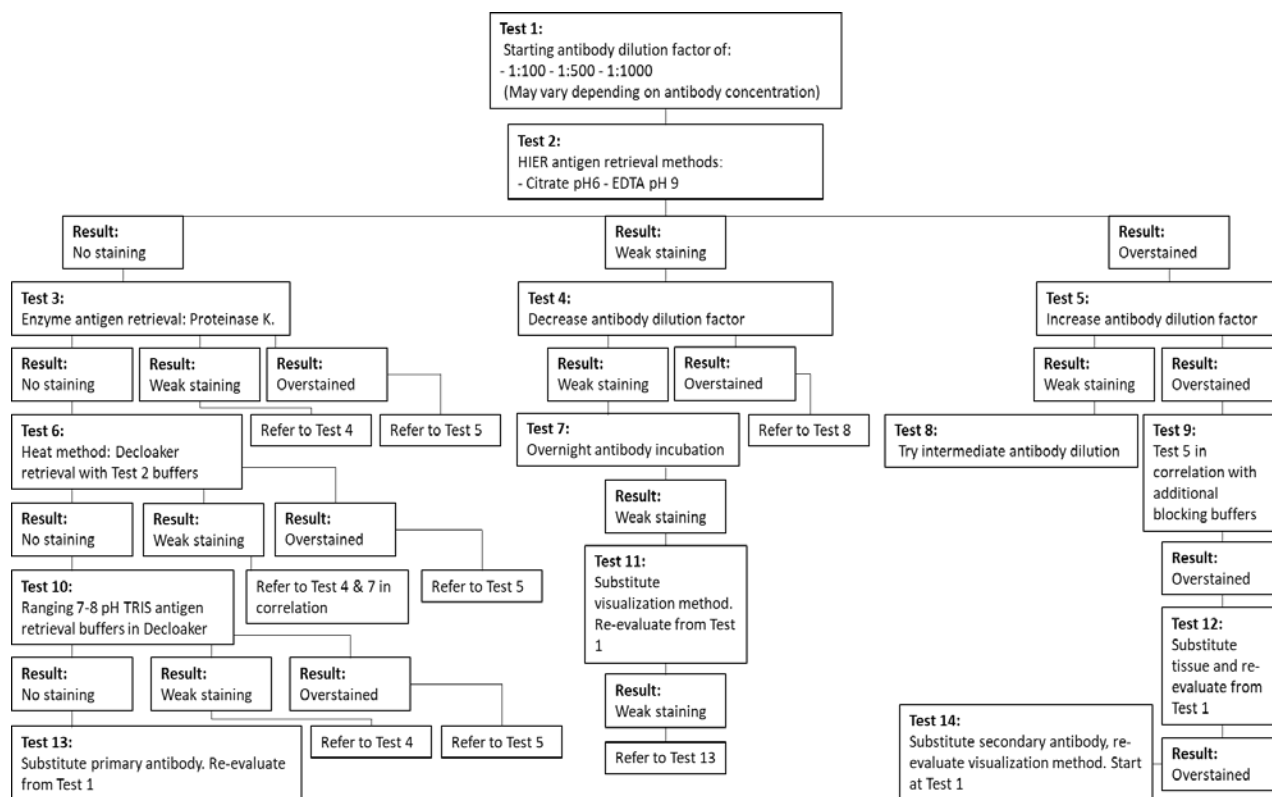 Test 1:
Starting antibody dilution factor of:
- 1:100 - 1:500 - 1:1000
(May vary depending on antibody concentration)
Test 2:
HIER antigen retrieval methods:
- Citrate pH6 - EDTA pH 9
Result:
No staining
Result:
Weak staining
Result:
Overstained
Test 3:
Enzyme antigen retrieval: Proteinase K.
Test 4:
Decrease antibody dilution factor
Test 5:
Increase antibody dilution factor
Result:
No staining
Result:
Weak staining
Result:
Overstained
Result:
Weak staining
Result:
Overstained
Result:
Weak staining
Result:
Overstained
Refer to Test 4
Refer to Test 5
Test 6:
Heat method: Decloaker
retrieval with Test 2 buffers
Test 7:
Overnight antibody incubation
Refer to Test 8
Test 8:
Try intermediate antibody dilution
Test 9:
Test 5 in
correlation with
additional
blocking buffers
Result:
No staining
Result:
Weak staining
Result:
Overstained
Result:
Weak staining
Refer to Test 4 & 7 in
correlation
Refer to Test 5
Test 10:
Ranging 7-8 pH TRIS antigen
retrieval buffers in Decloaker
Test 11:
Substitute
visualization method.
Re-evaluate from Test
1
Result:
Overstained
Test 12:
Substitute
tissue and re-
evaluate from
Test 1
Result:
No staining
Result:
Weak staining
Result:
Overstained
Result:
Weak staining
Refer to Test 4
Refer to Test 5
Refer to Test 13
Test 13:
Substitute primary antibody. Re-evaluate
from Test 1
Test 14:
Substitute secondary antibody, re-
evaluate visualization method. Start
at Test 1
Result:
Overstained